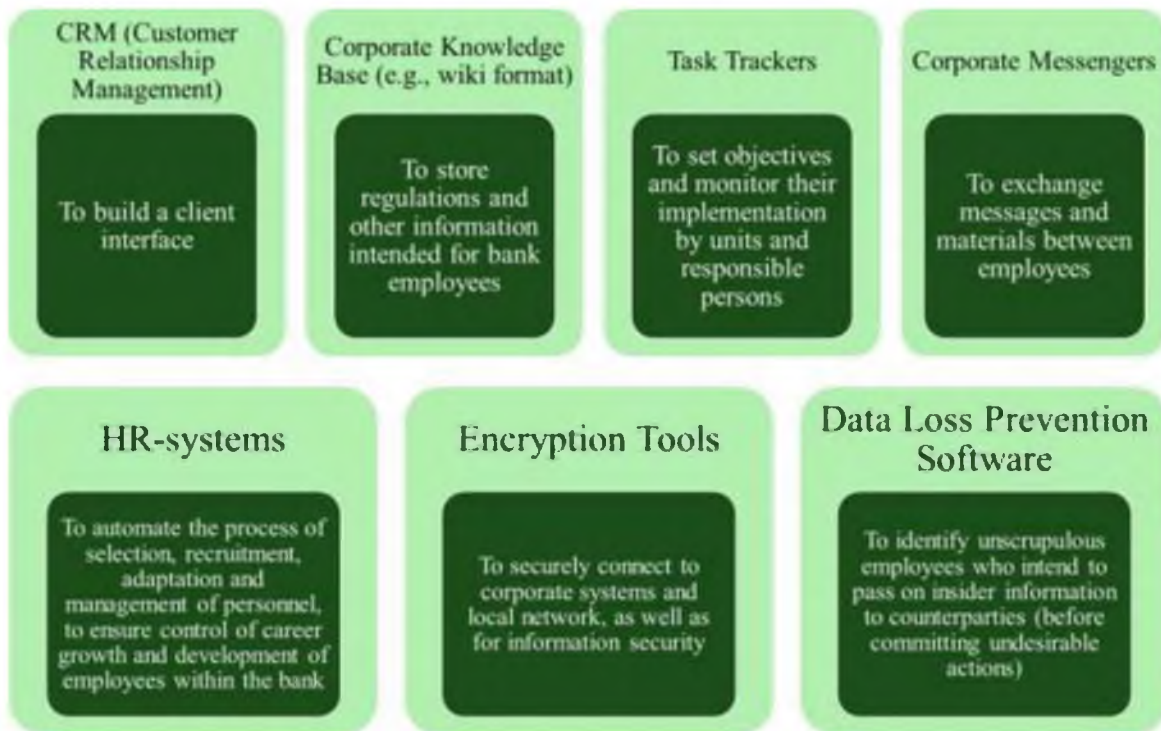 CRM (Customer
Relationship
Management)
To build a client
interface
Corporate Knowledge
Base (e.g., wiki format)
To store
regulations and
other information
intended for bank
employees
Task Trackers
To set objectives
and monitor their
implementation
by units and
responsible
persons
Corporate Messengers
To exchange
messages and
materials between
employees
HR-systems
To automate the process of
selection, recruitment,
adaptation and
management of personnel,
to ensure control of career
growth and development of
employees within the bank
Encryption Tools
To securely connect to
corporate systems and
local network, as well as
for information security
Data Loss Prevention
Software
To identify unscrupulous
employees who intend to
pass on insider information
to counterparties (before
committing undesirable
actions)